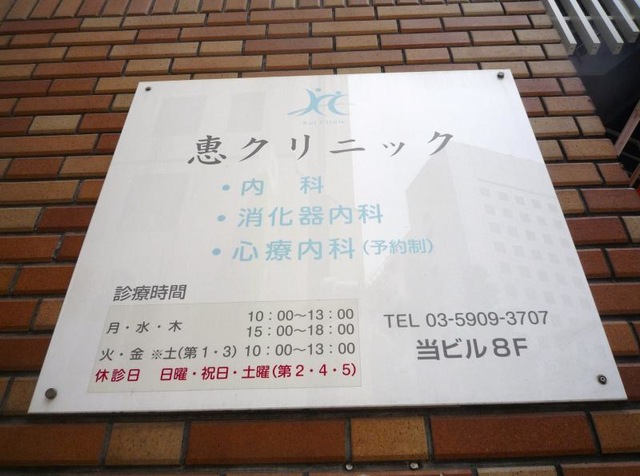 Kei Clinic
惠クリニック
・内 科
・消化器内科
・心療内科(予約制)
診療時間
月・水・木 10:00〜13:00
15:00〜18:00
火・金 ※土(第1・3) 10:00〜13:00
休診日 日曜・祝日・土曜(第2・4・5)
TEL 03-5909-3707
当ビル8F